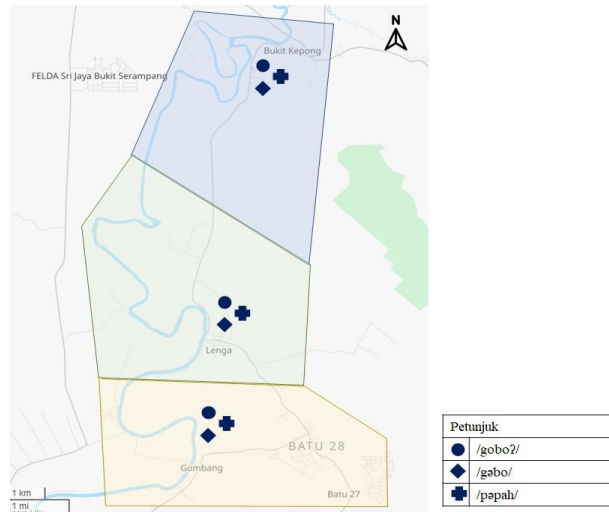 N
Bukit Kepong
FELDA Sri Jaya Bukit Serampang
Lenga
BATU 28
Gombang
Batu 27
1 km
1 mi
Petunjuk
/goboʔ/
/gəbo/
/pəpah/